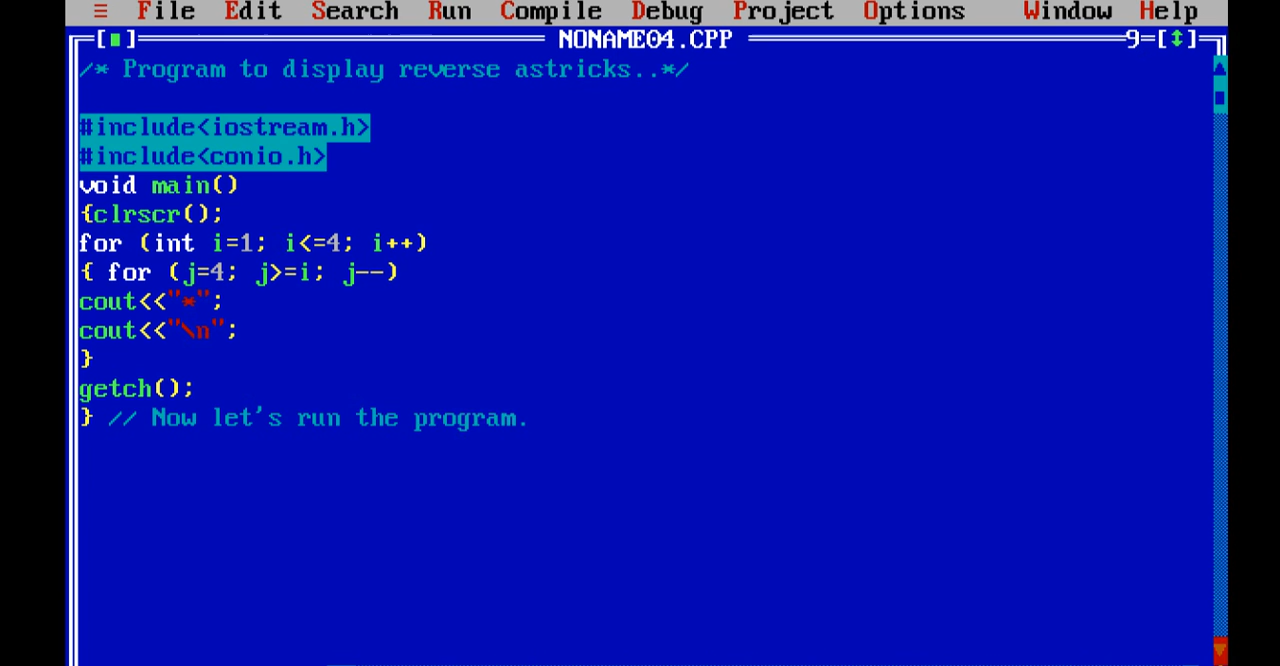 ≡ File Edit Search Run Compile Debug Project Options Window Help
[■] NONAME04.CPP 9=[↕]
/* Program to display reverse astricks..*/
#include<iostream.h>
#include<conio.h>
void main()
{clrscr();
for (int i=1; i<=4; i++)
{ for (j=4; j>=i; j--)
cout<<"*";
cout<<"\n";
}
getch();
} // Now let's run the program.